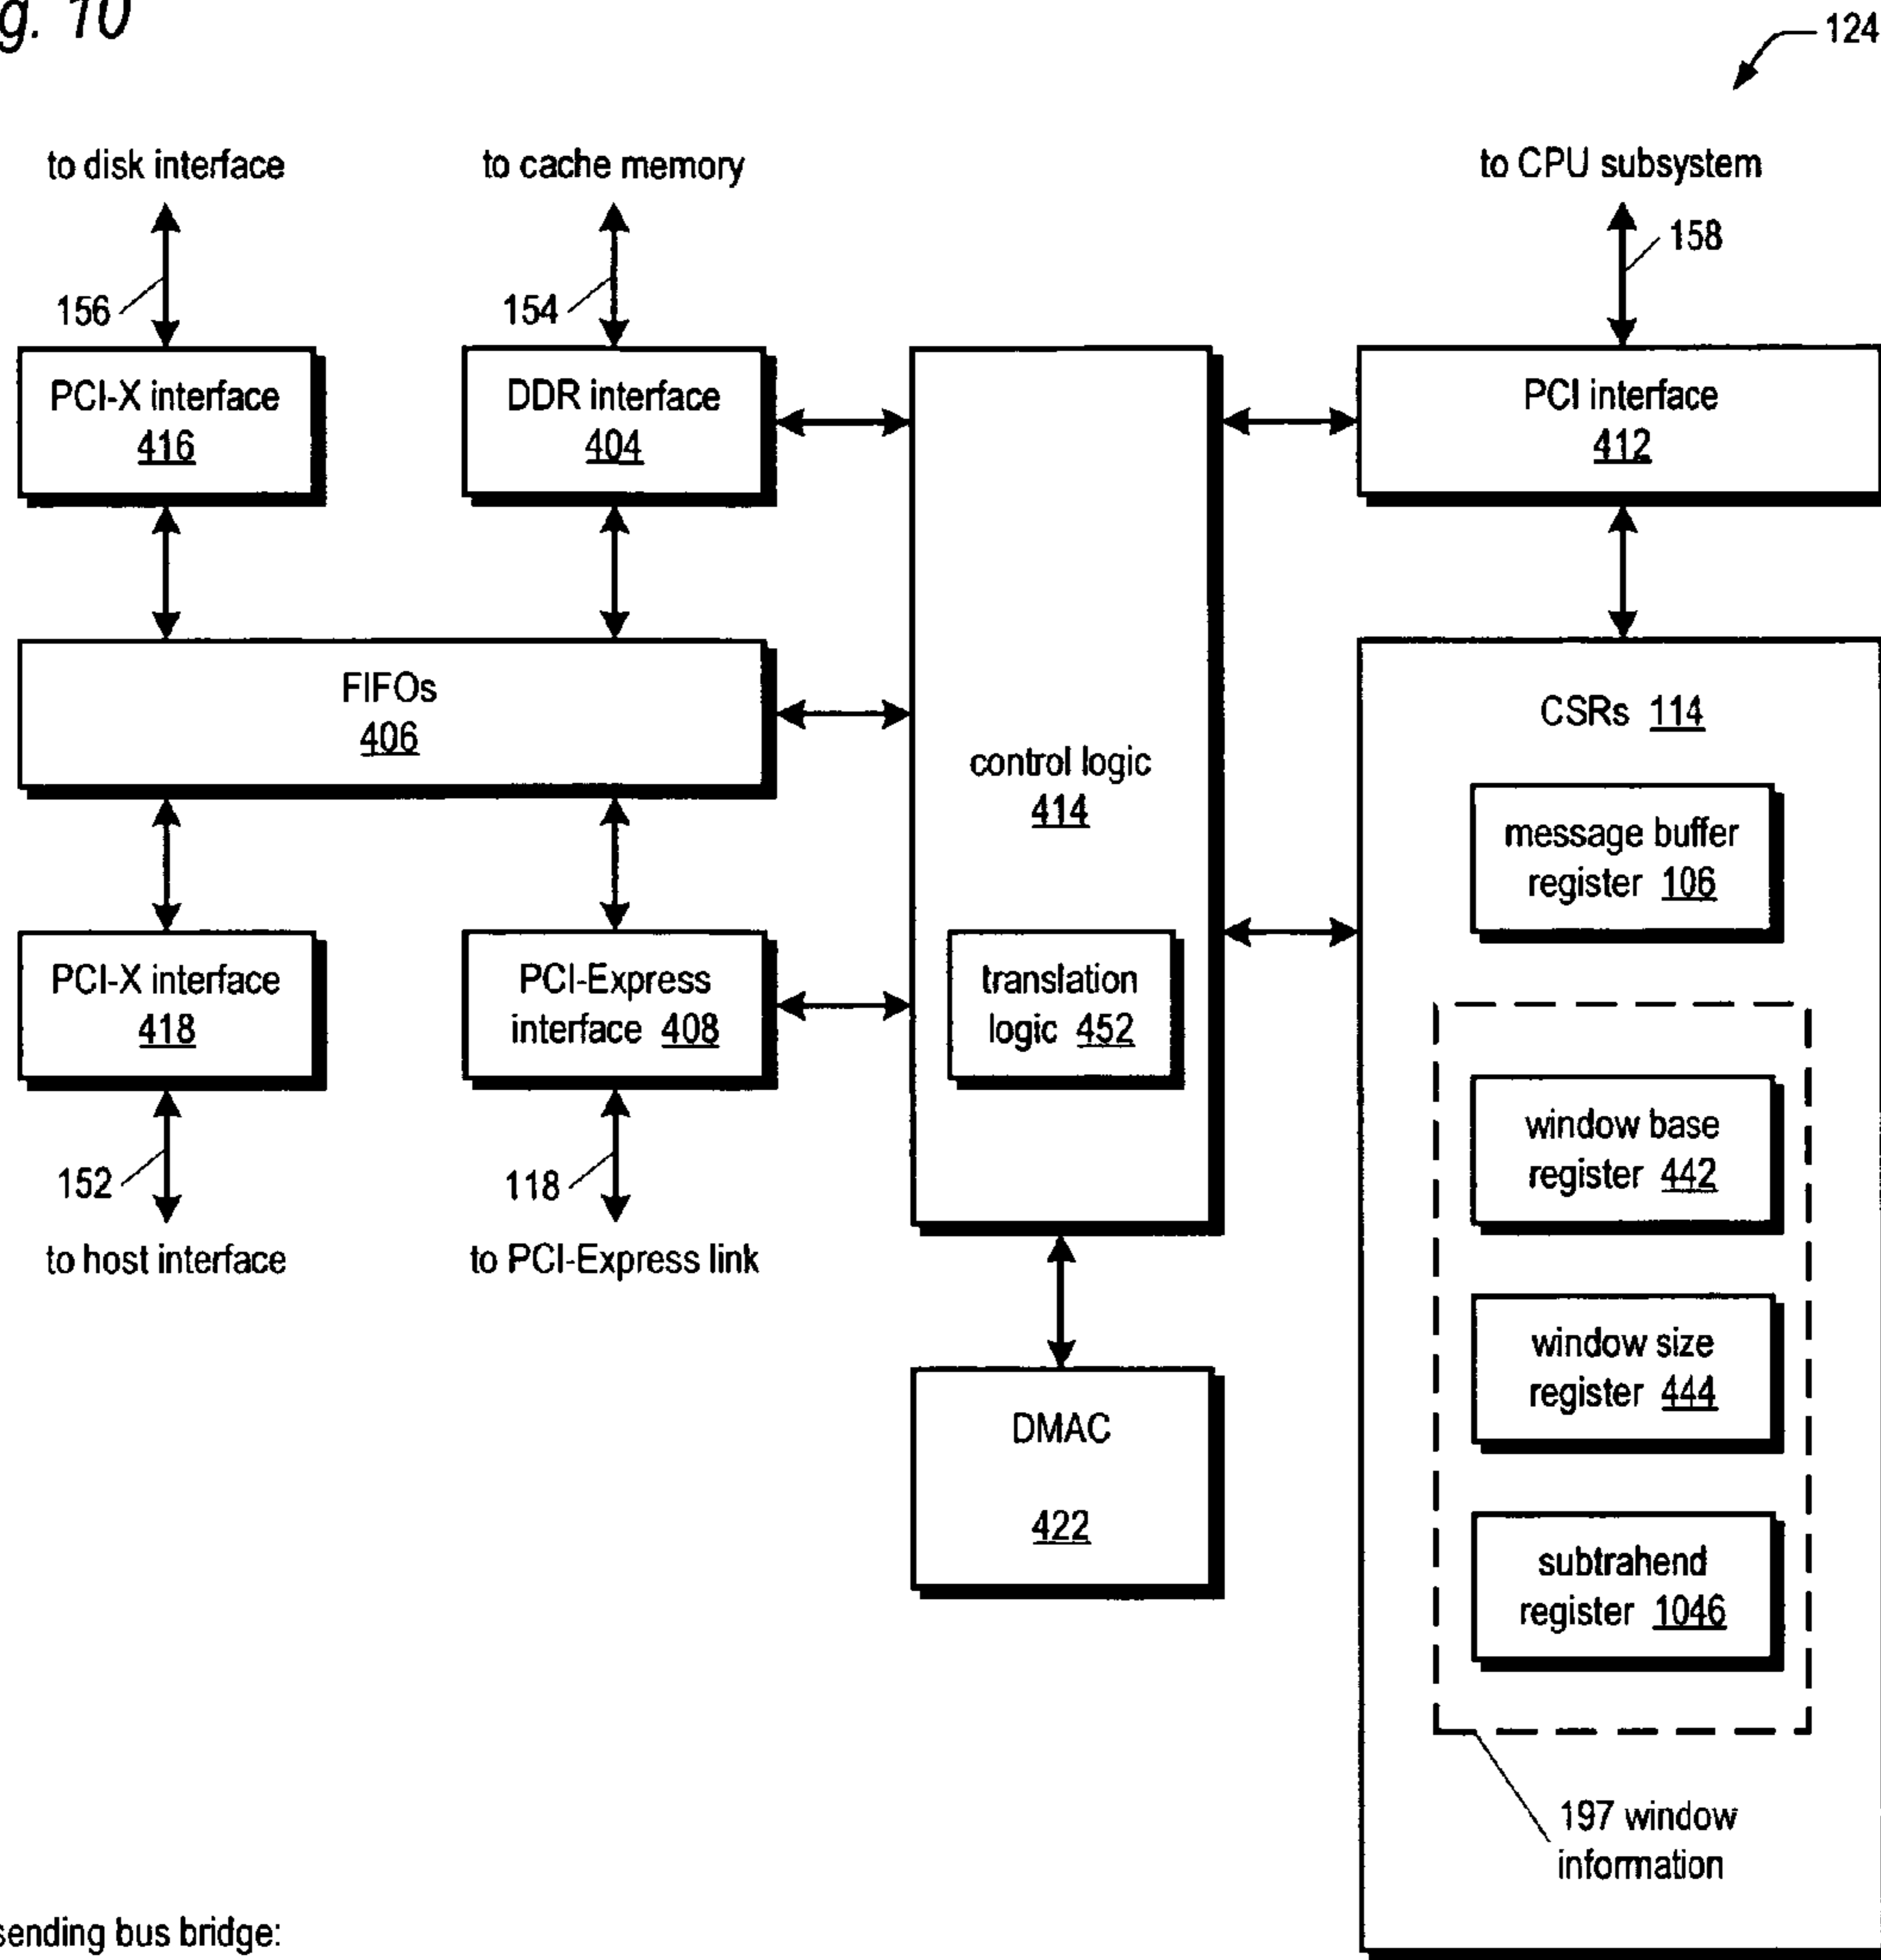 g. 10
124
to disk interface
to cache memory
to CPU subsystem
156
154
158
PCI-X interface
416
DDR interface
404
PCI interface
412
FIFOs
406
control logic
414
CSRs 114
message buffer
register 106
PCI-X interface
418
PCI-Express
interface 408
translation
logic 452
window base
register 442
152
118
to host interface
to PCI-Express link
window size
register 444
DMAC
422
subtrahend
register 1046
197 window
information
sending bus bridge: